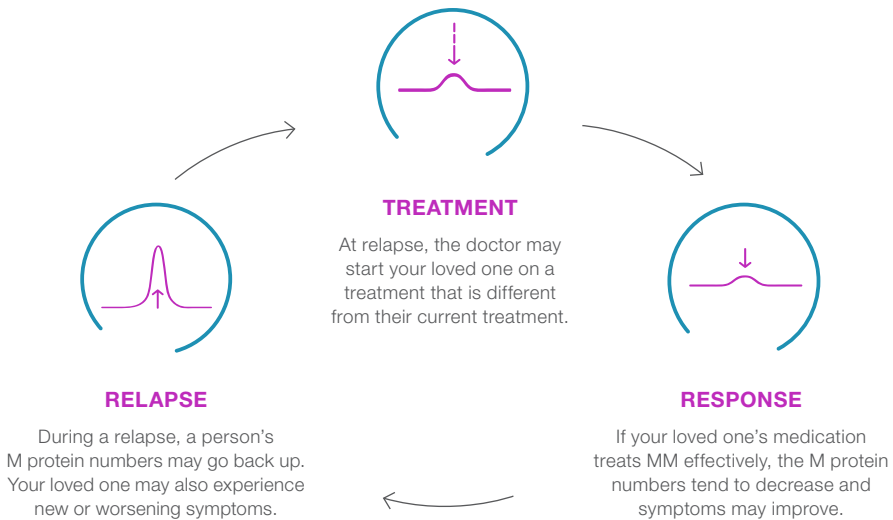 TREATMENT
At relapse, the doctor may
start your loved one on a
treatment that is different
from their current treatment.
RELAPSE
During a relapse, a person's
M protein numbers may go back up.
Your loved one may also experience
new or worsening symptoms.
RESPONSE
If your loved one's medication
treats MM effectively, the M protein
numbers tend to decrease and
symptoms may improve.